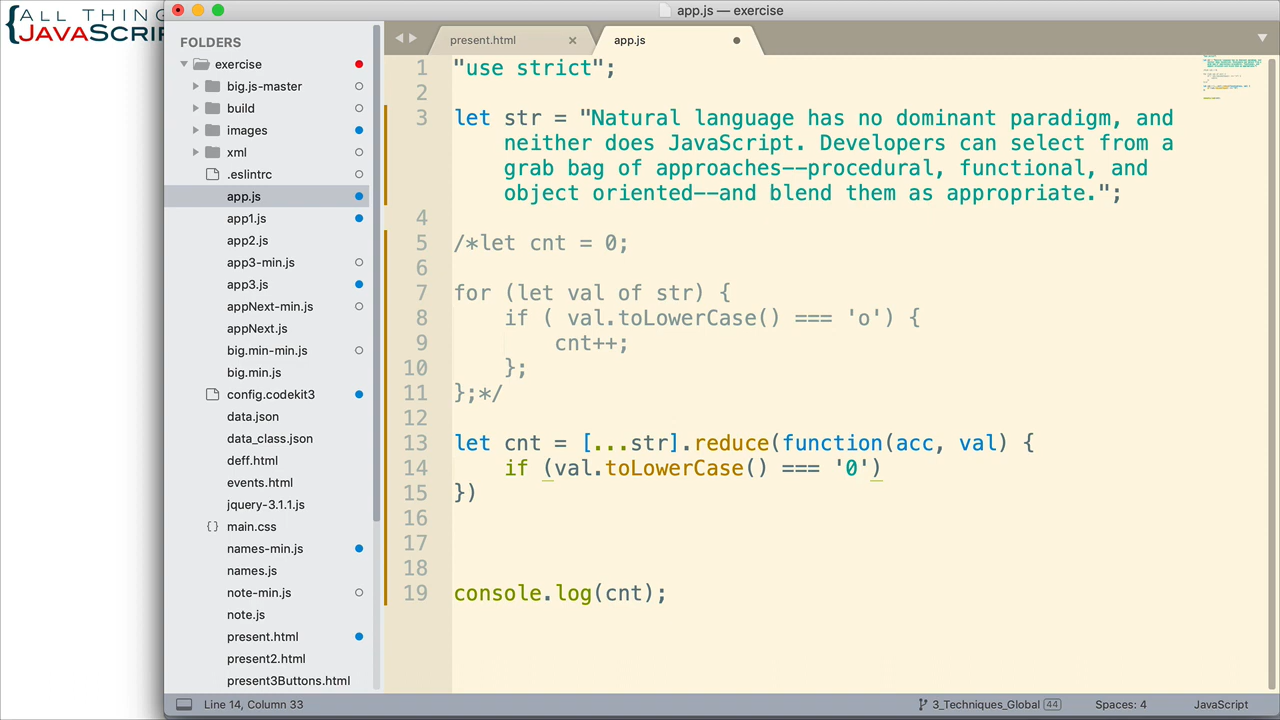 {ALL THING
JAVASCRI
app.js — exercise
FOLDERS
exercise
big.js-master
build
images
xml
.eslintrc
app.js
app1.js
app2.js
app3-min.js
app3.js
appNext-min.js
appNext.js
big.min-min.js
big.min.js
config.codekit3
data.json
data_class.json
deff.html
events.html
jquery-3.1.1.js
{} main.css
names-min.js
names.js
note-min.js
note.js
present.html
present2.html
present3Buttons.html
present.html ×
app.js
1 "use strict";
2
3 let str = "Natural language has no dominant paradigm, and
neither does JavaScript. Developers can select from a
grab bag of approaches--procedural, functional, and
object oriented--and blend them as appropriate.";
4
5 /*let cnt = 0;
6
7 for (let val of str) {
8 if ( val.toLowerCase() === 'o') {
9 cnt++;
10 };
11 };*/
12
13 let cnt = [...str].reduce(function(acc, val) {
14 if (val.toLowerCase() === '0')
15 })
16
17
18
19 console.log(cnt);
Line 14, Column 33
3_Techniques_Global 44
Spaces: 4
JavaScript